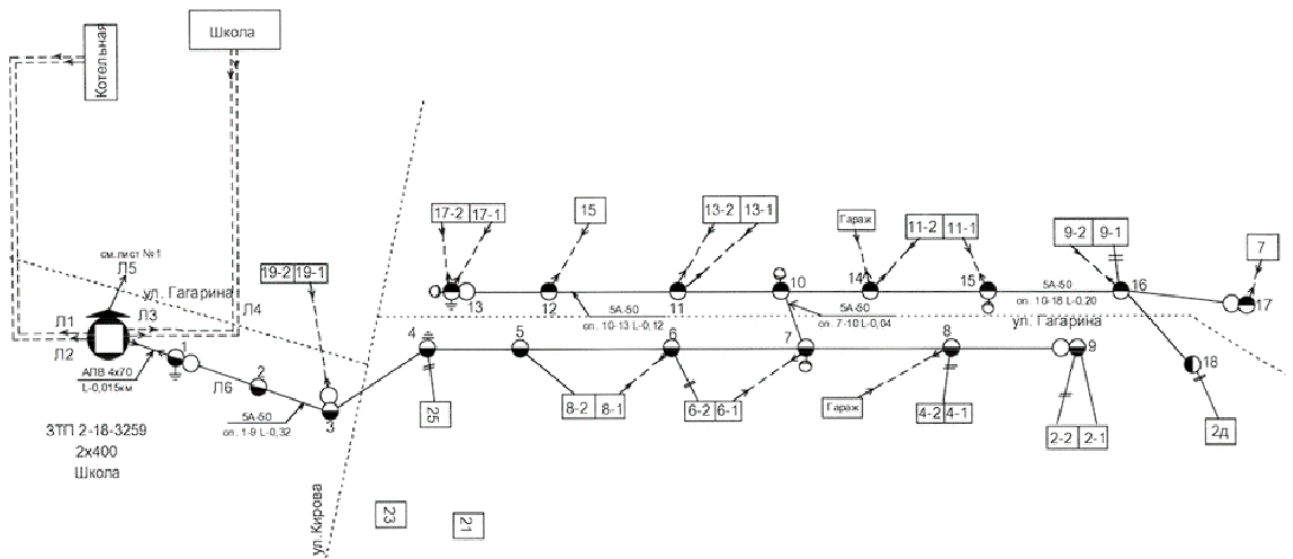 Котельная
Школа
см.лист №1
Л5
ул. Гагарина
Л1
Л3
Л4
Л2
АПВ 4х70
L-0,015км
1
2
Л6
3
5А-50
оп. 1-9 L-0,32
ЗТП 2-18-3259
2х400
Школа
19-2 19-1
ул.Кирова
17-2 17-1
15
13-2 13-1
Гараж
11-2 11-1
9-2 9-1
7
13
12
11
10
14
15
16
17
5А-50
оп. 10-13 L-0,12
5А-50
оп. 7-10 L-0,04
5А-50
оп. 10-18 L-0,20
ул. Гагарина
4
5
6
7
8
9
18
25
8-2 8-1
6-2 6-1
Гараж
4-2 4-1
2-2 2-1
2д
23
21